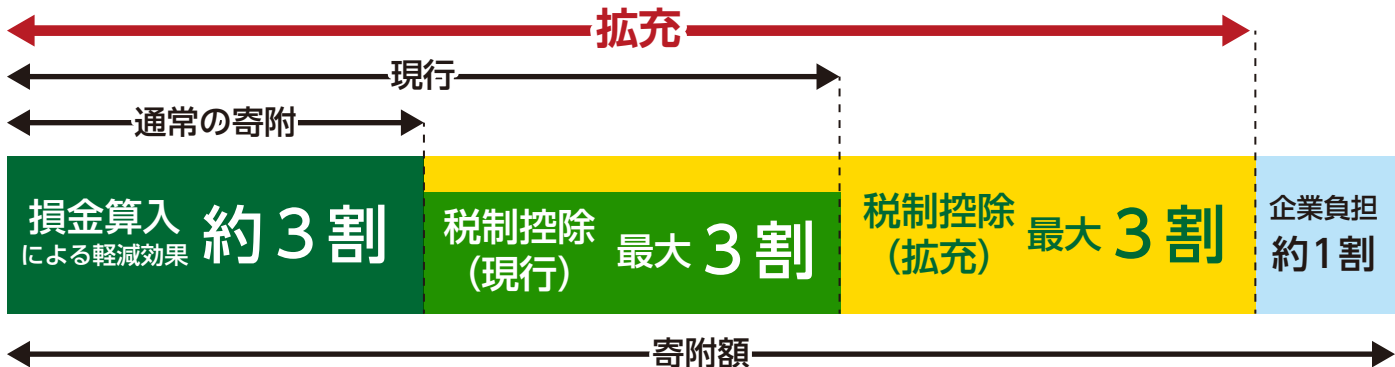 拡充
現行
通常の寄附
損金算入
による軽減効果
約3割
税制控除
（現行）
最大3割
税制控除
（拡充）
最大3割
企業負担
約1割
寄附額